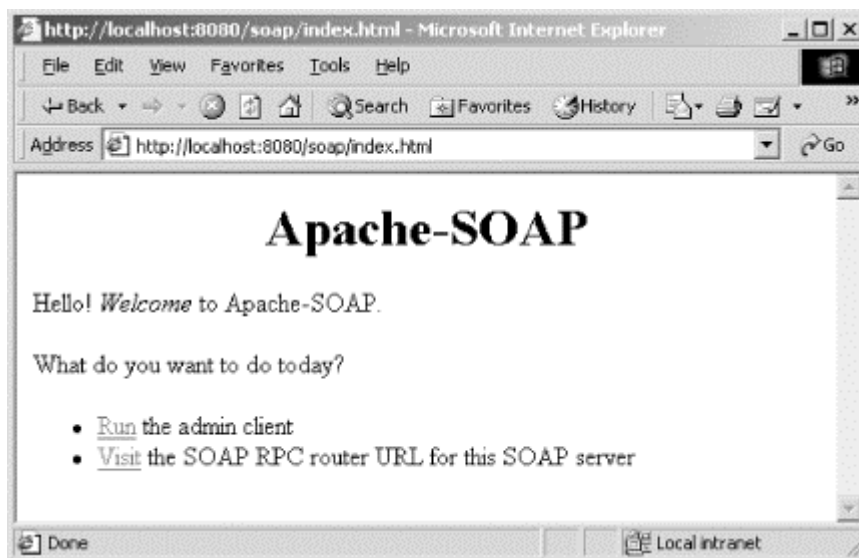 http://localhost:8080/soap/index.html - Microsoft Internet Explorer
File Edit View Favorites Tools Help
Back Search Favorites History »
Address http://localhost:8080/soap/index.html Go
Apache-SOAP
Hello! Welcome to Apache-SOAP.
What do you want to do today?
• Run the admin client
• Visit the SOAP RPC router URL for this SOAP server
Done Local intranet